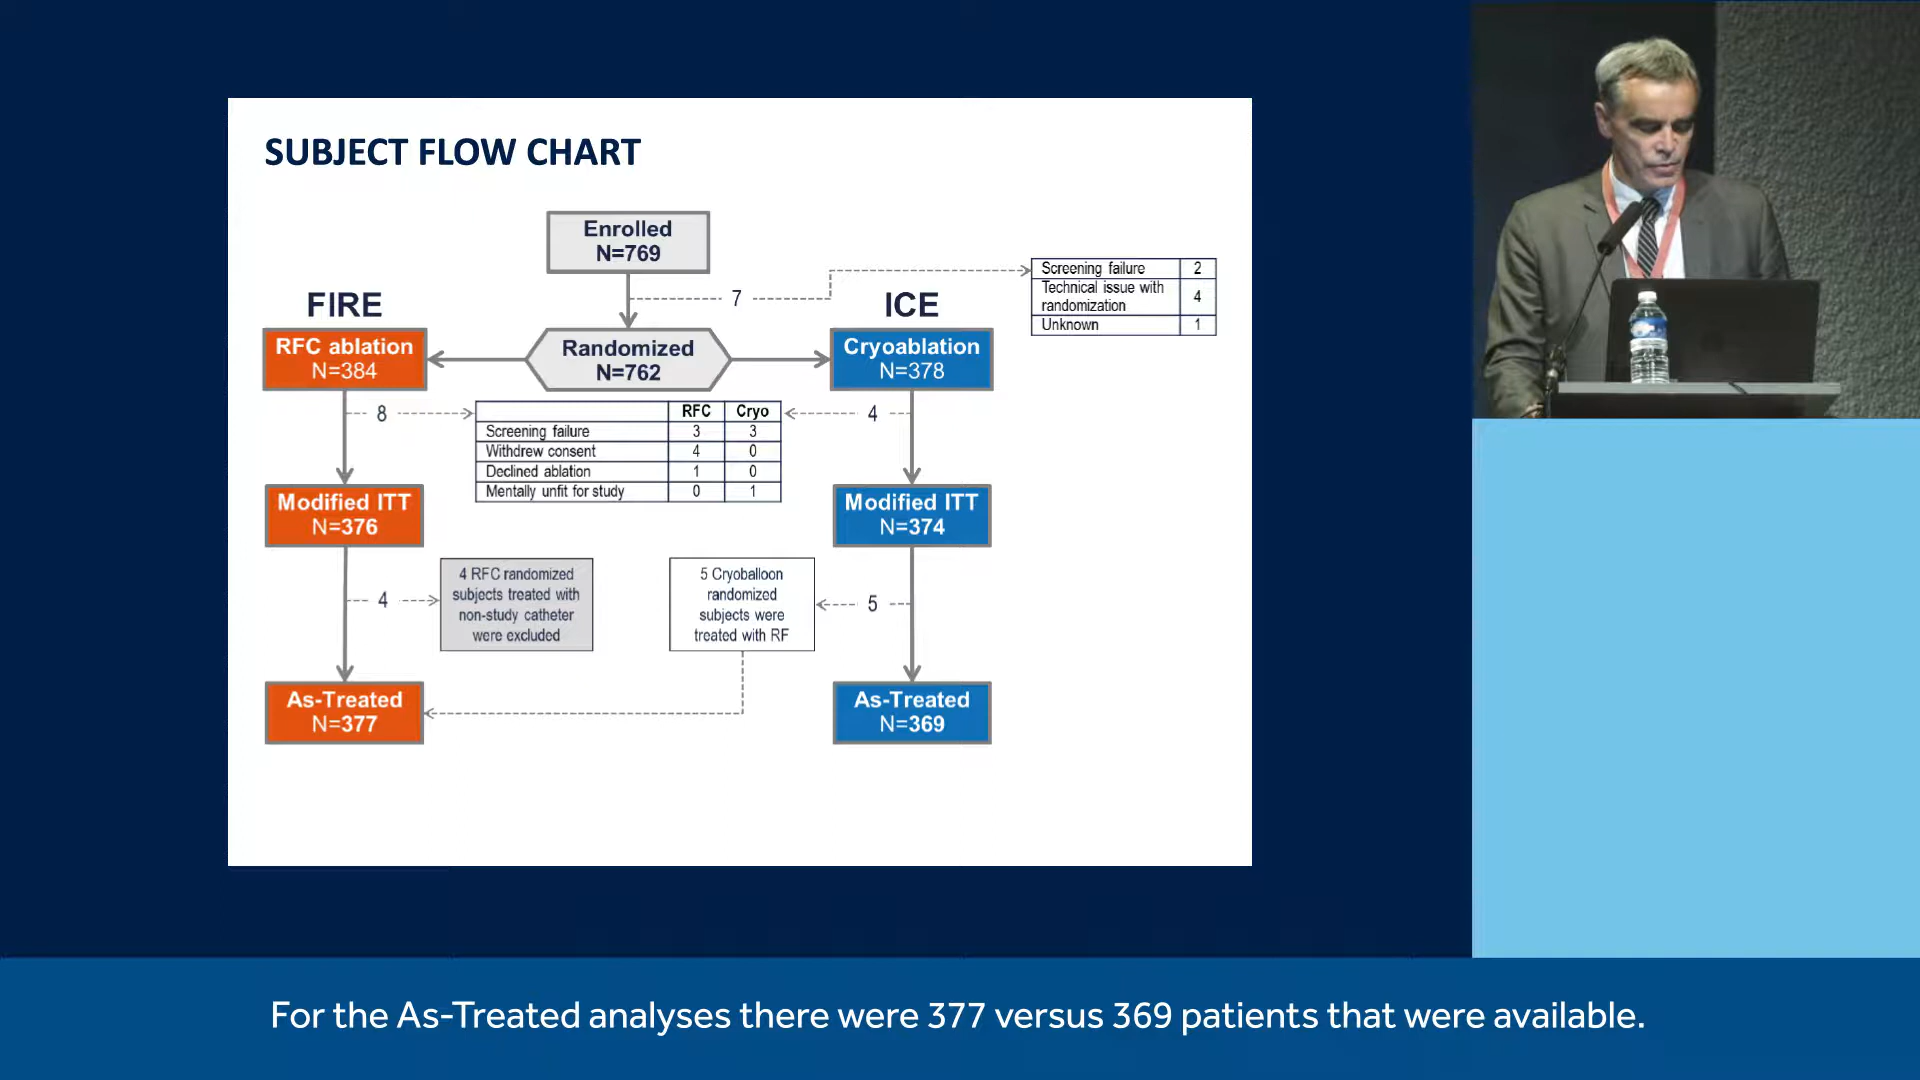 SUBJECT FLOW CHART
Enrolled
N=769
7
Screening failure 2
Technical issue with
randomization 4
Unknown 1
FIRE
ICE
RFC ablation
N=384
Randomized
N=762
Cryoablation
N=378
8
4
RFC Cryo
Screening failure 3 3
Withdrew consent 4 0
Declined ablation 1 0
Mentally unfit for study 0 1
Modified ITT
N=376
Modified ITT
N=374
4
4 RFC randomized
subjects treated with
non-study catheter
were excluded
5 Cryoballoon
randomized
subjects were
treated with RF
5
As-Treated
N=377
As-Treated
N=369
For the As-Treated analyses there were 377 versus 369 patients that were available.